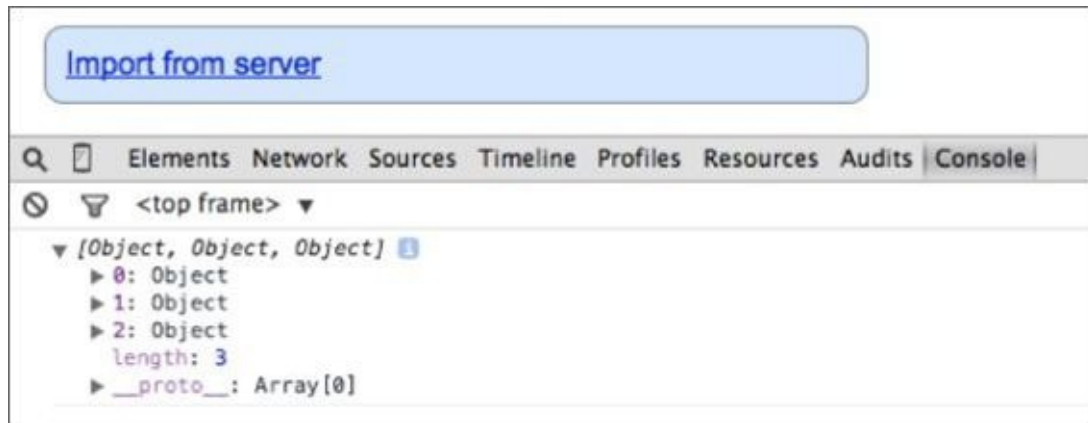 Import from server
Elements Network Sources Timeline Profiles Resources Audits Console
<top frame> ▼
▼ [Object, Object, Object] i
▶ 0: Object
▶ 1: Object
▶ 2: Object
length: 3
▶ __proto__: Array[0]